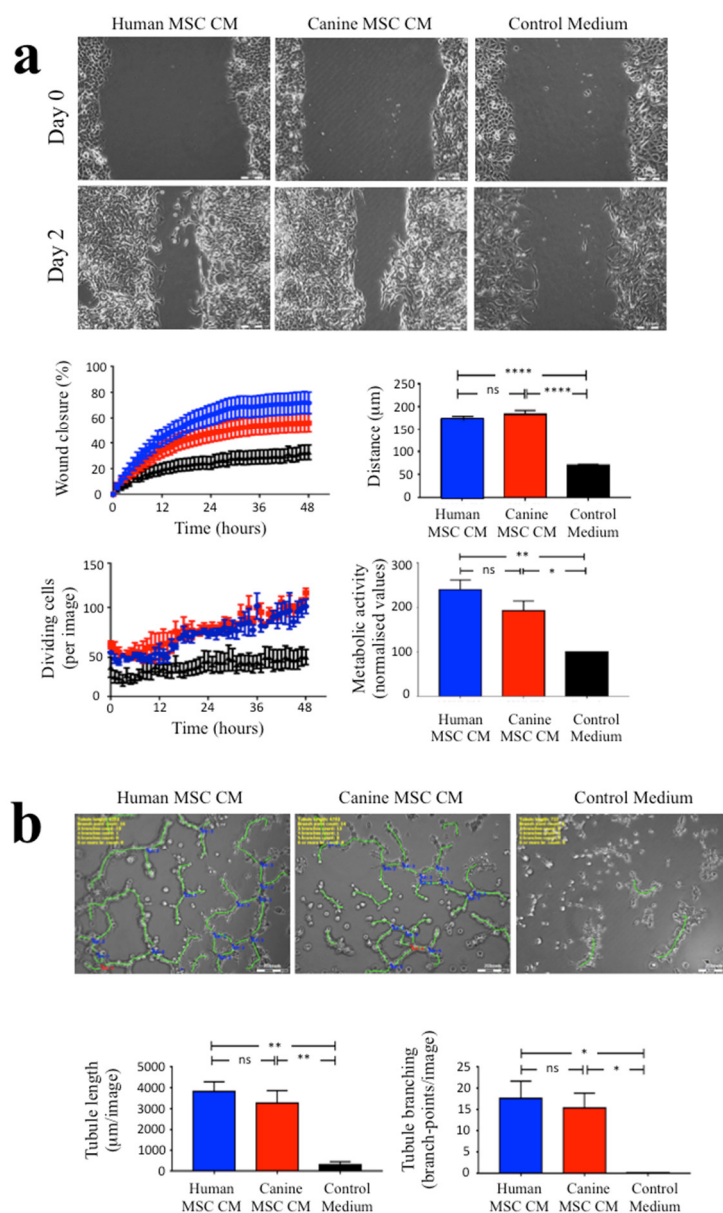 Human MSC CM Canine MSC CM Control Medium
a
Day 0
Day 2
Wound closure (%)
100
80
60
40
20
0
0 12 24 36 48
Time (hours)
Distance (μm)
250
200
150
100
50
0
****
ns ****
Human MSC CM
Canine MSC CM
Control Medium
Dividing cells
(per image)
150
100
50
0
0 12 24 36 48
Time (hours)
Metabolic activity
(normalised values)
300
200
100
0
**
ns *
Human MSC CM
Canine MSC CM
Control Medium
b
Human MSC CM Canine MSC CM Control Medium
Tubule length
(μm/image)
5000
4000
3000
2000
1000
0
**
ns **
Human MSC CM
Canine MSC CM
Control Medium
Tubule branching
(branch-points/image)
25
20
15
10
5
0
*
ns *
Human MSC CM
Canine MSC CM
Control Medium